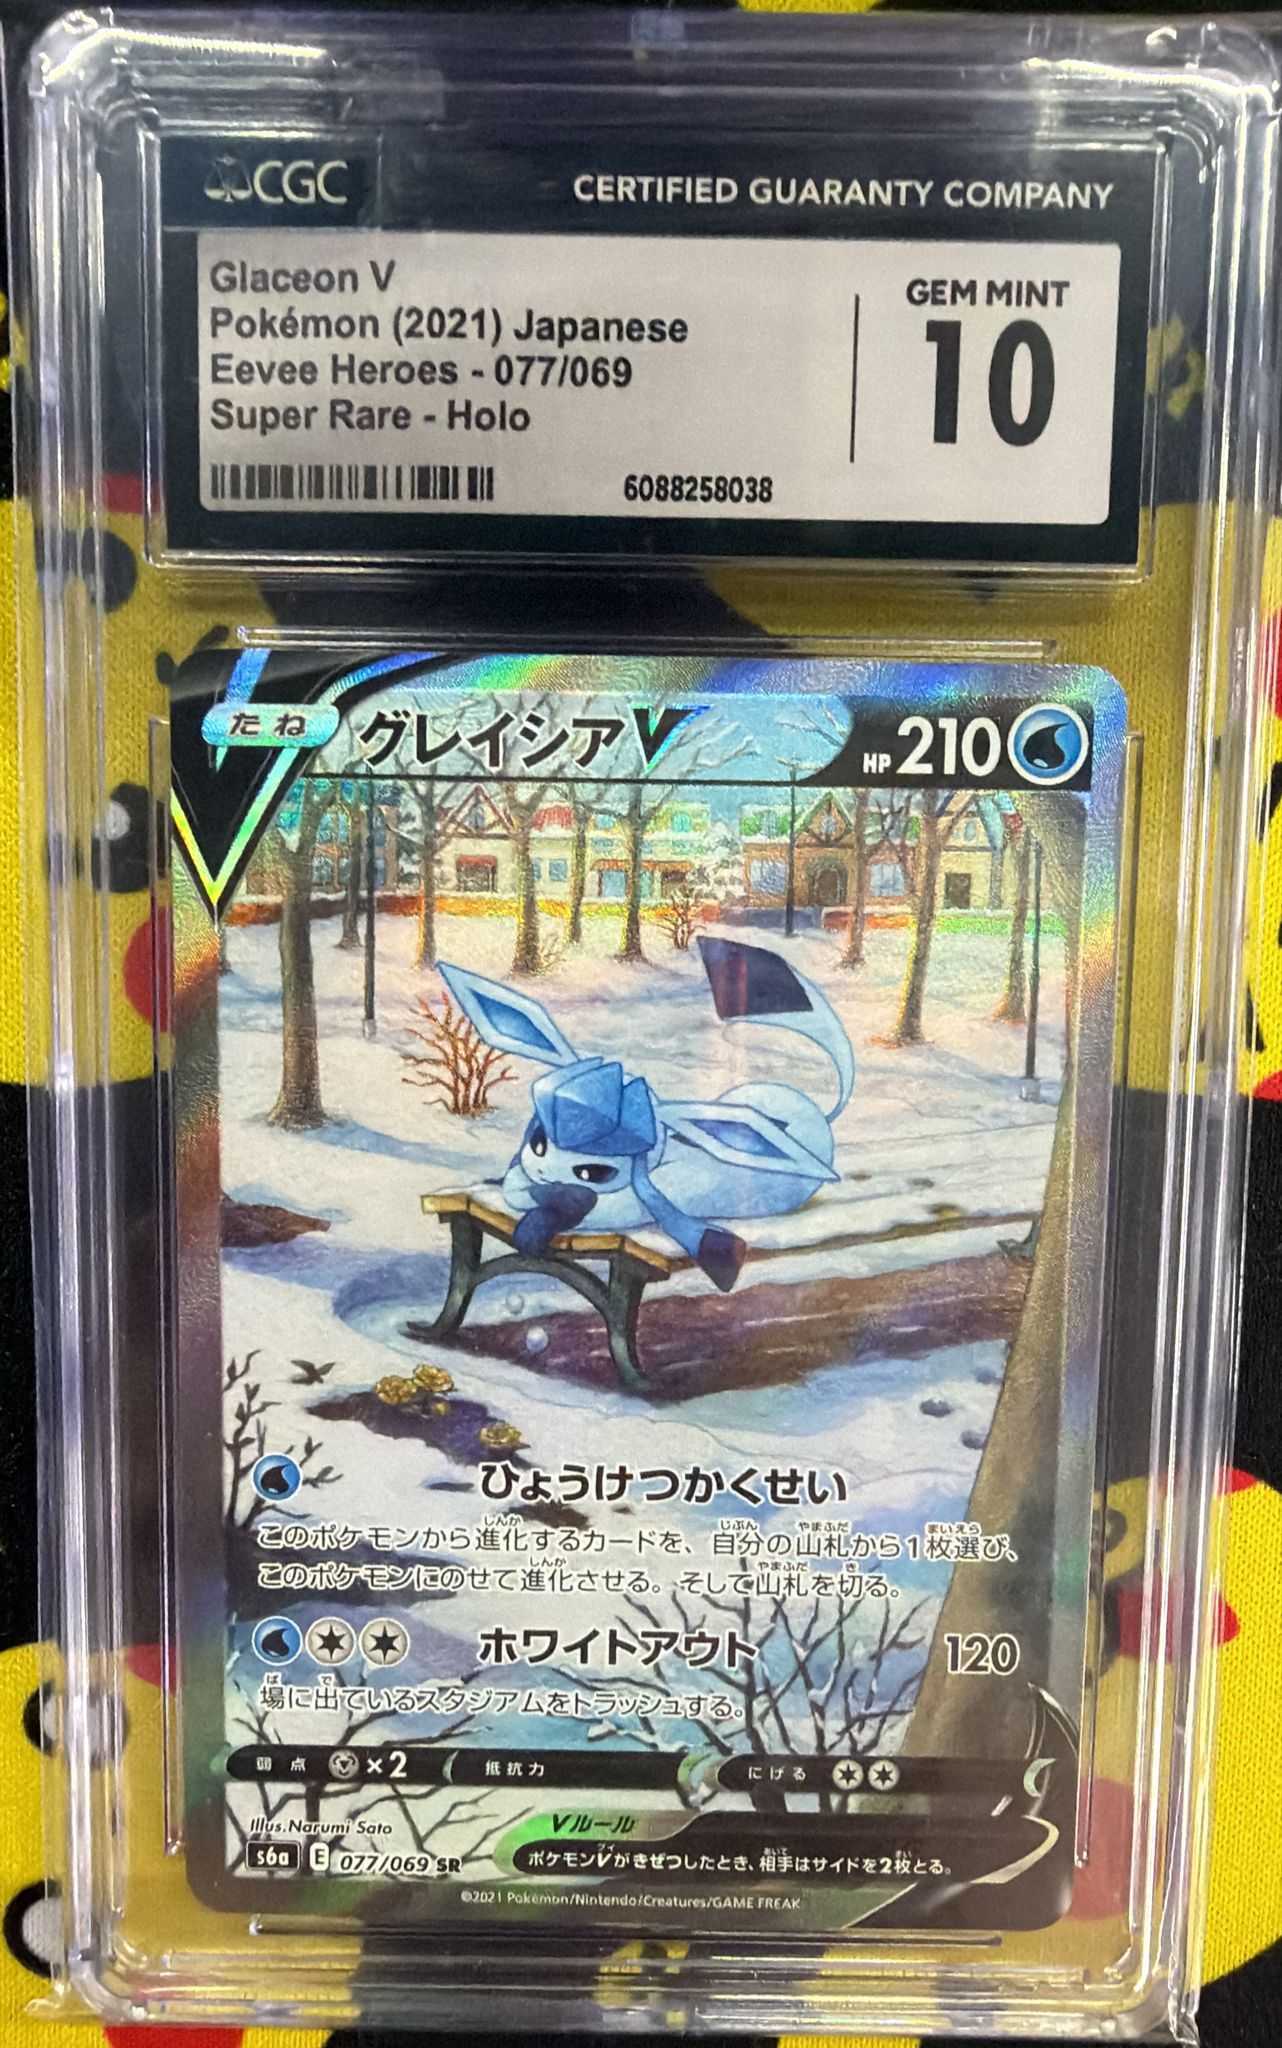 CGC
CERTIFIED GUARANTY COMPANY
Glaceon V
Pokémon (2021) Japanese
Eevee Heroes - 077/069
Super Rare - Holo
6088258038
GEM MINT
10
たね グレイシアV HP 210
ひょうけつかくせい
このポケモンから進化するカードを、自分の山札から1枚選び、
このポケモンにのせて進化させる。そして山札を切る。
ホワイトアウト 120
場に出ているスタジアムをトラッシュする。
弱点 ×2 抵抗力 にげる
Illus. Narumi Sato
Vルール
s6a E 077/069 SR
ポケモンVがきぜつしたとき、相手はサイドを2枚とる。
©2021 Pokémon/Nintendo/Creatures/GAME FREAK